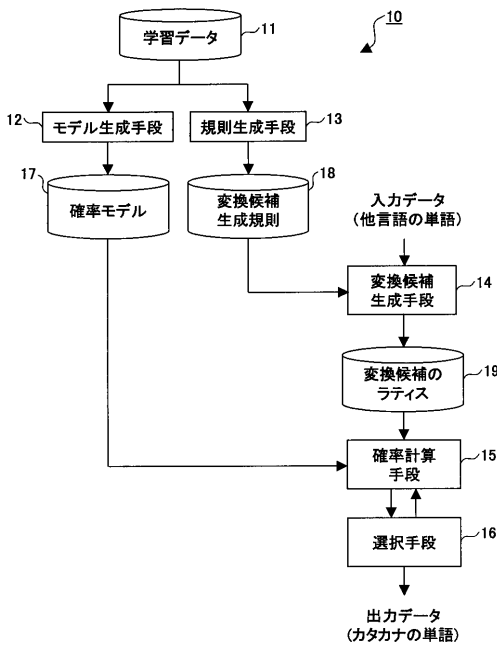 学習データ
11
10
12
モデル生成手段
規則生成手段
13
17
確率モデル
変換候補
生成規則
18
入力データ
(他言語の単語)
変換候補
生成手段
14
変換候補の
ラティス
19
確率計算
手段
15
選択手段
16
出力データ
(カタカナの単語)